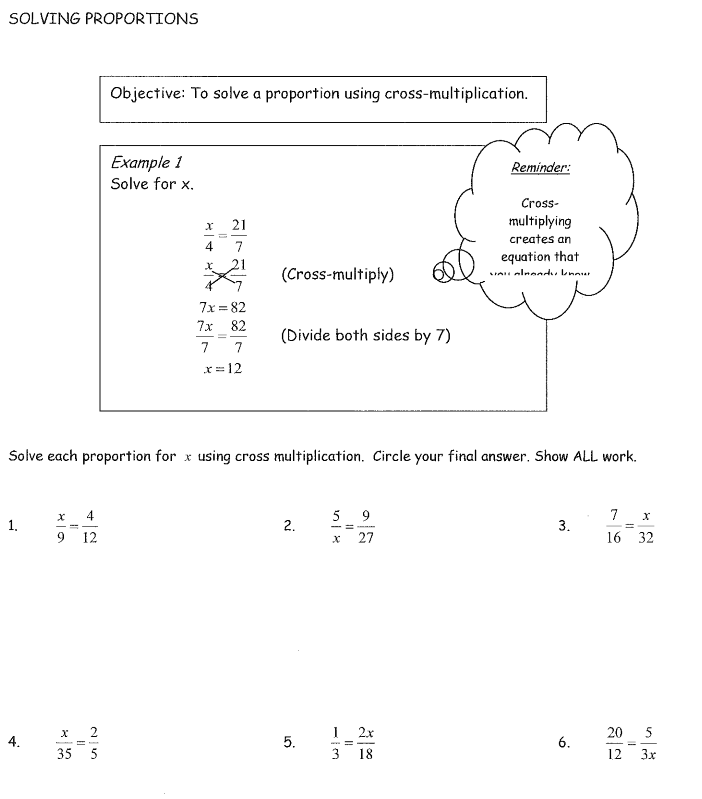 SOLVING PROPORTIONS
Objective: To solve a proportion using cross-multiplication.
Example 1
Solve for x.
x/4 = 21/7
x/4 = 21/7 (Cross-multiply)
7x = 82
7x/7 = 82/7 (Divide both sides by 7)
x = 12
Reminder:
Cross-
multiplying
creates an
equation that
you already know
Solve each proportion for x using cross multiplication. Circle your final answer. Show ALL work.
1. x/9 = 4/12
2. 5/x = 9/27
3. 7/16 = x/32
4. x/35 = 2/5
5. 1/3 = 2x/18
6. 20/12 = 5/3x